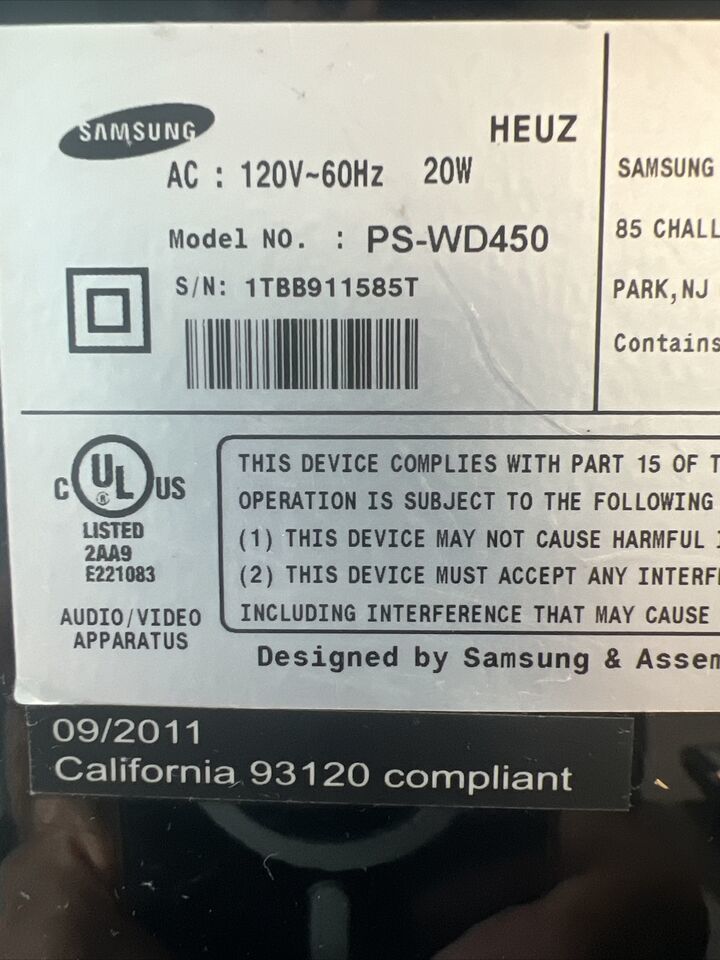 SAMSUNG
HEUZ
AC : 120V~60Hz 20W
Model NO. : PS-WD450
S/N: 1TBB911585T
SAMSUNG
85 CHALL
PARK, NJ
Contains
C UL ® US
LISTED
2AA9
E221083
AUDIO/VIDEO
APPARATUS
THIS DEVICE COMPLIES WITH PART 15 OF T
OPERATION IS SUBJECT TO THE FOLLOWING
(1) THIS DEVICE MAY NOT CAUSE HARMFUL I
(2) THIS DEVICE MUST ACCEPT ANY INTERFE
INCLUDING INTERFERENCE THAT MAY CAUSE
Designed by Samsung & Assem
09/2011
California 93120 compliant